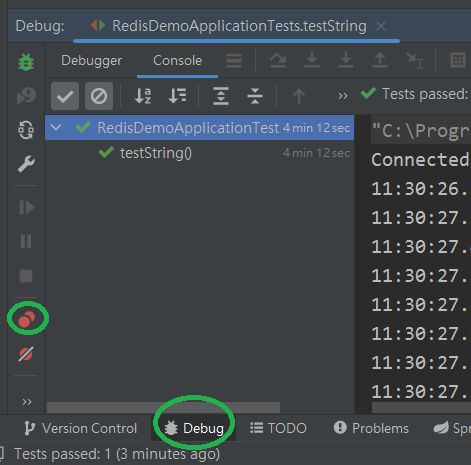 Debug: RedisDemoApplicationTests.testString ×
Debugger Console
Tests passed:
RedisDemoApplicationTest 4 min 12 sec
testString() 4 min 12 sec
"C:\Progr
Connected
11:30:26.
11:30:27.
11:30:27.
11:30:27.
11:30:27.
11:30:27.
11:30:27.
11:30:27.
Version Control Debug TODO Problems Spr
Tests passed: 1 (3 minutes ago)